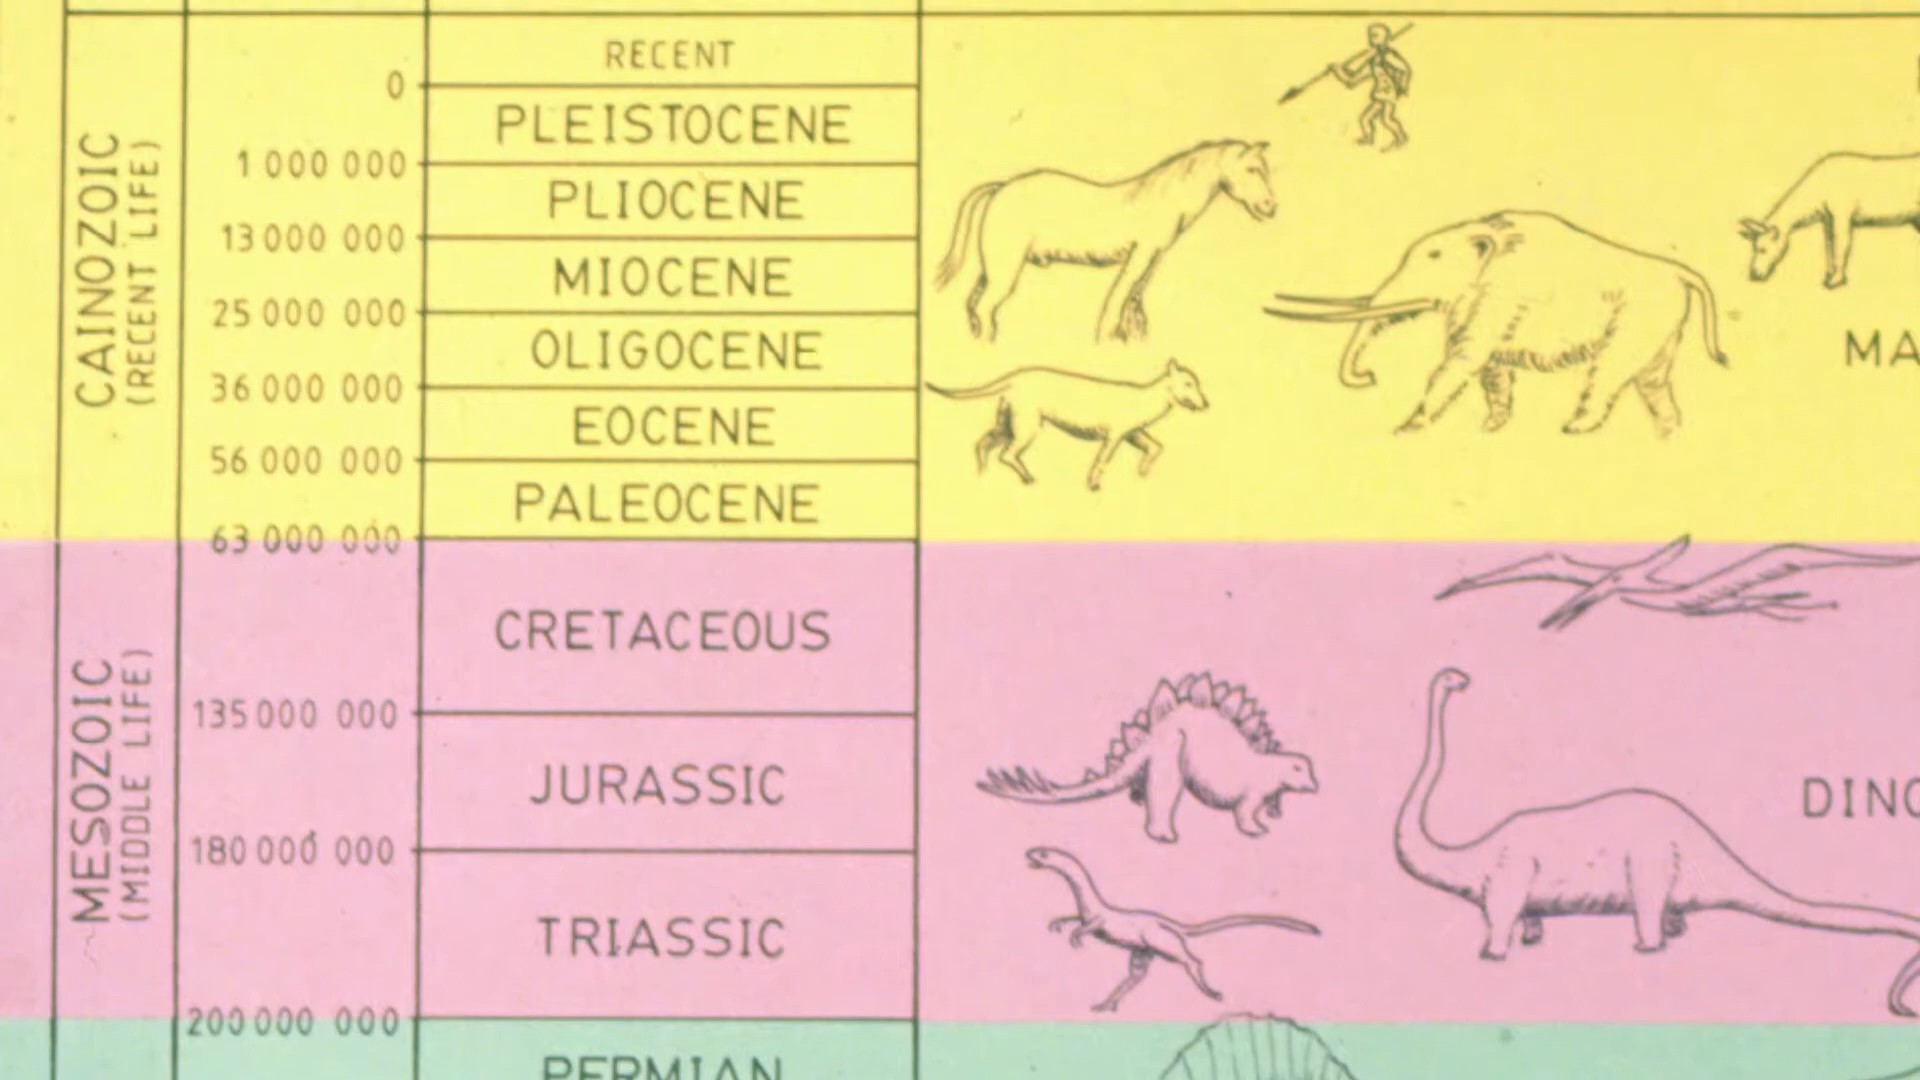 CAINOZOIC
(RECENT LIFE)
RECENT
0
PLEISTOCENE
1 000 000
PLIOCENE
13 000 000
MIOCENE
25 000 000
OLIGOCENE
36 000 000
EOCENE
56 000 000
PALEOCENE
63 000 000
MA
MESOZOIC
(MIDDLE LIFE)
CRETACEOUS
135 000 000
JURASSIC
DINO
180 000 000
TRIASSIC
200 000 000
PERMIAN